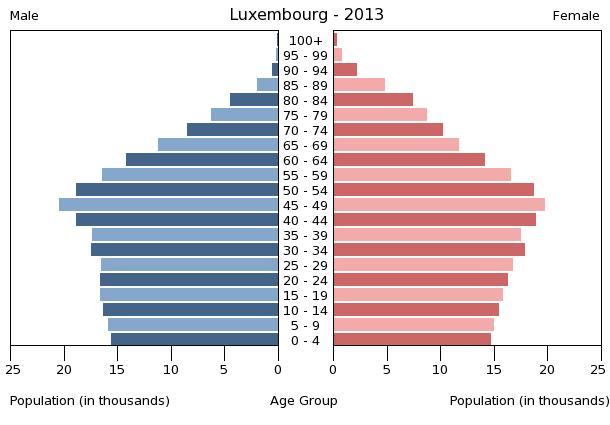 Male Luxembourg - 2013 Female
100+
95 - 99
90 - 94
85 - 89
80 - 84
75 - 79
70 - 74
65 - 69
60 - 64
55 - 59
50 - 54
45 - 49
40 - 44
35 - 39
30 - 34
25 - 29
20 - 24
15 - 19
10 - 14
5 - 9
0 - 4
25 20 15 10 5 0 0 5 10 15 20 25
Population (in thousands) Age Group Population (in thousands)